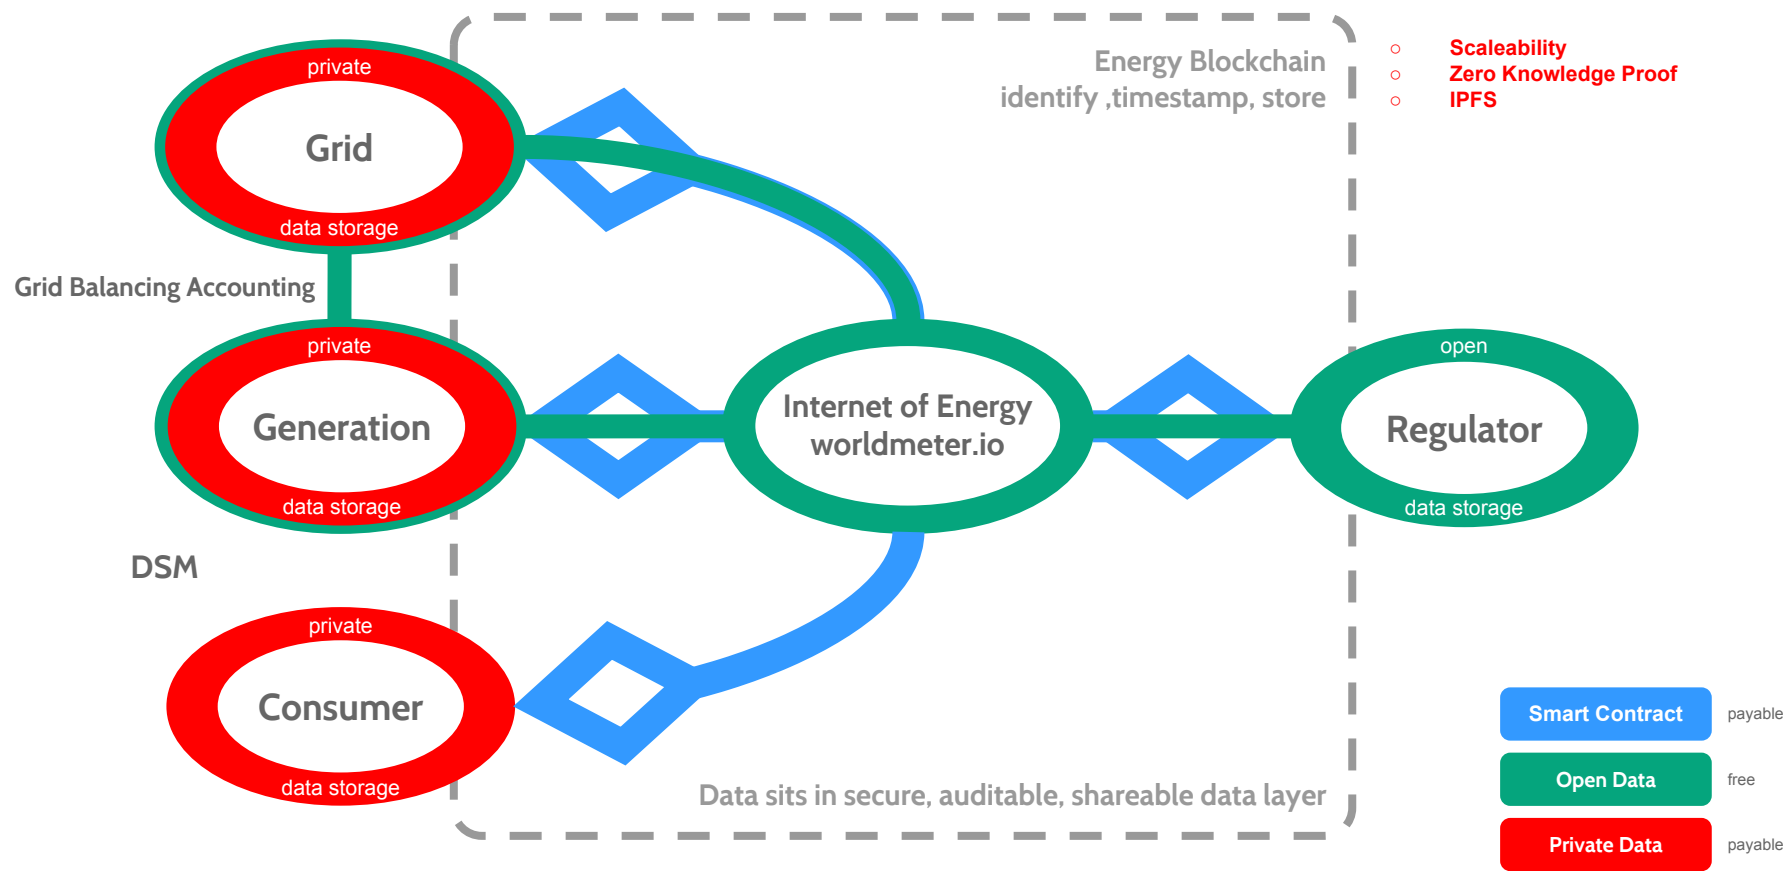 Energy Blockchain
identify ,timestamp, store
○ Scaleability
○ Zero Knowledge Proof
○ IPFS
private
Grid
data storage
Grid Balancing Accounting
private
Generation
data storage
Internet of Energy
worldmeter.io
open
Regulator
data storage
DSM
private
Consumer
data storage
Data sits in secure, auditable, shareable data layer
Smart Contract payable
Open Data free
Private Data payable